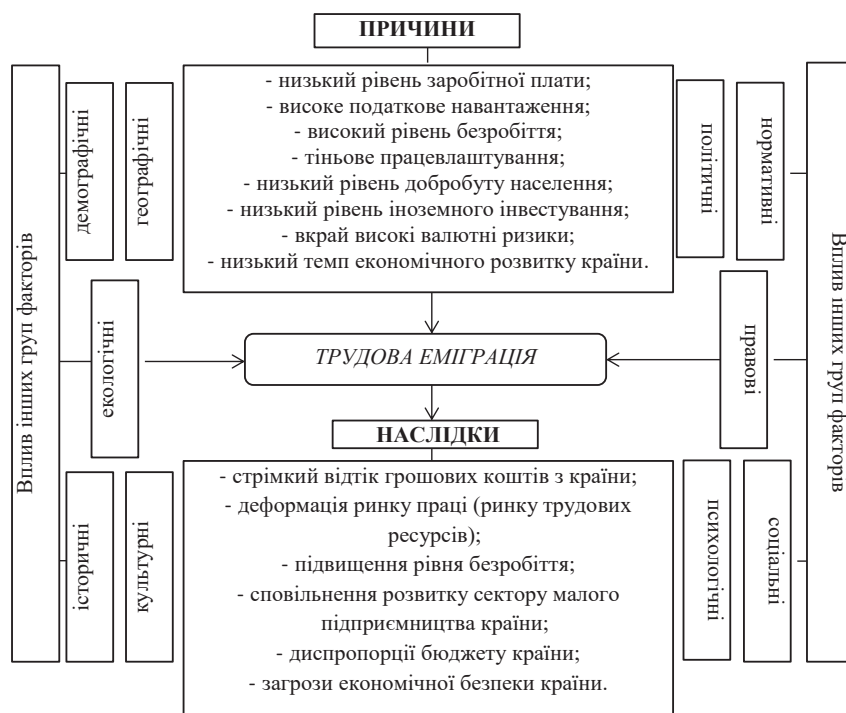 ПРИЧИНИ
Вплив інших груп факторів
демографічні
географічні
- низький рівень заробітної плати;
- високе податкове навантаження;
- високий рівень безробіття;
- тіньове працевлаштування;
- низький рівень добробуту населення;
- низький рівень іноземного інвестування;
- вкрай високі валютні ризики;
- низький темп економічного розвитку країни.
політичні
нормативні
Вплив інших груп факторів
екологічні
ТРУДОВА ЕМІГРАЦІЯ
правові
НАСЛІДКИ
історичні
культурні
- стрімкий відтік грошових коштів з країни;
- деформація ринку праці (ринку трудових
ресурсів);
- підвищення рівня безробіття;
- сповільнення розвитку сектору малого
підприємництва країни;
- диспропорції бюджету країни;
- загрози економічної безпеки країни.
психологічні
соціальні